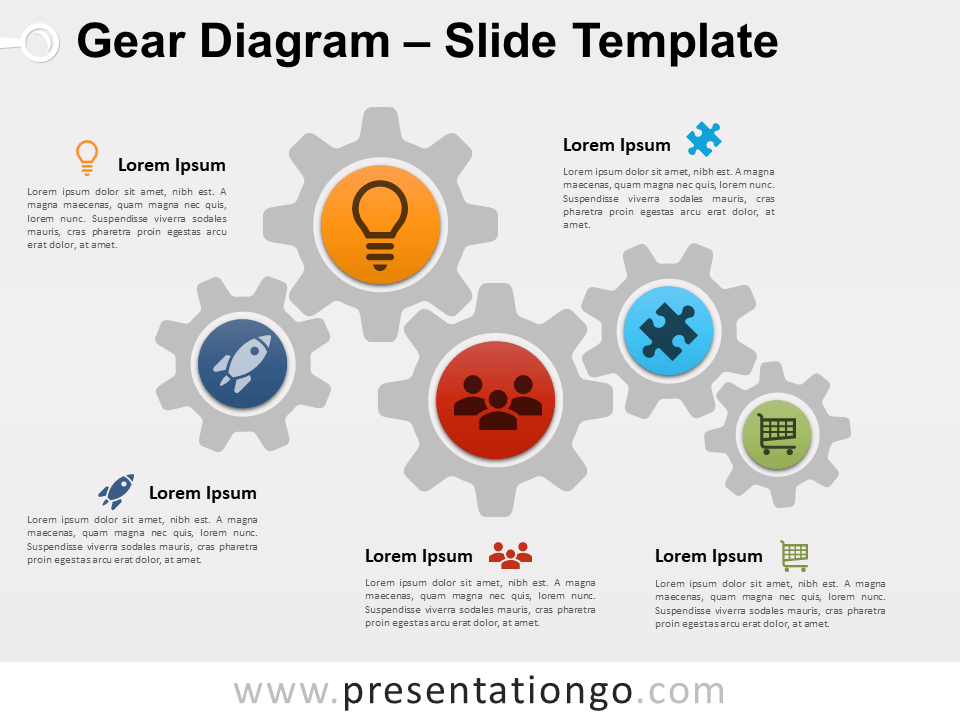 Gear Diagram – Slide Template
Lorem Ipsum
Lorem ipsum dolor sit amet, nibh est. A
magna maecenas, quam magna nec quis,
lorem nunc. Suspendisse viverra sodales
mauris, cras pharetra proin egestas arcu
erat dolor, at amet.
Lorem Ipsum
Lorem ipsum dolor sit amet, nibh est. A magna
maecenas, quam magna nec quis, lorem nunc.
Suspendisse viverra sodales mauris, cras
pharetra proin egestas arcu erat dolor, at
amet.
Lorem Ipsum
Lorem ipsum dolor sit amet, nibh est. A magna
maecenas, quam magna nec quis, lorem nunc.
Suspendisse viverra sodales mauris, cras pharetra
proin egestas arcu erat dolor, at amet.
Lorem Ipsum
Lorem ipsum dolor sit amet, nibh est. A magna
maecenas, quam magna nec quis, lorem nunc.
Suspendisse viverra sodales mauris, cras pharetra
proin egestas arcu erat dolor, at amet.
Lorem Ipsum
Lorem ipsum dolor sit amet, nibh est. A magna
maecenas, quam magna nec quis, lorem nunc.
Suspendisse viverra sodales mauris, cras pharetra
proin egestas arcu erat dolor, at amet.
www.presentationgo.com